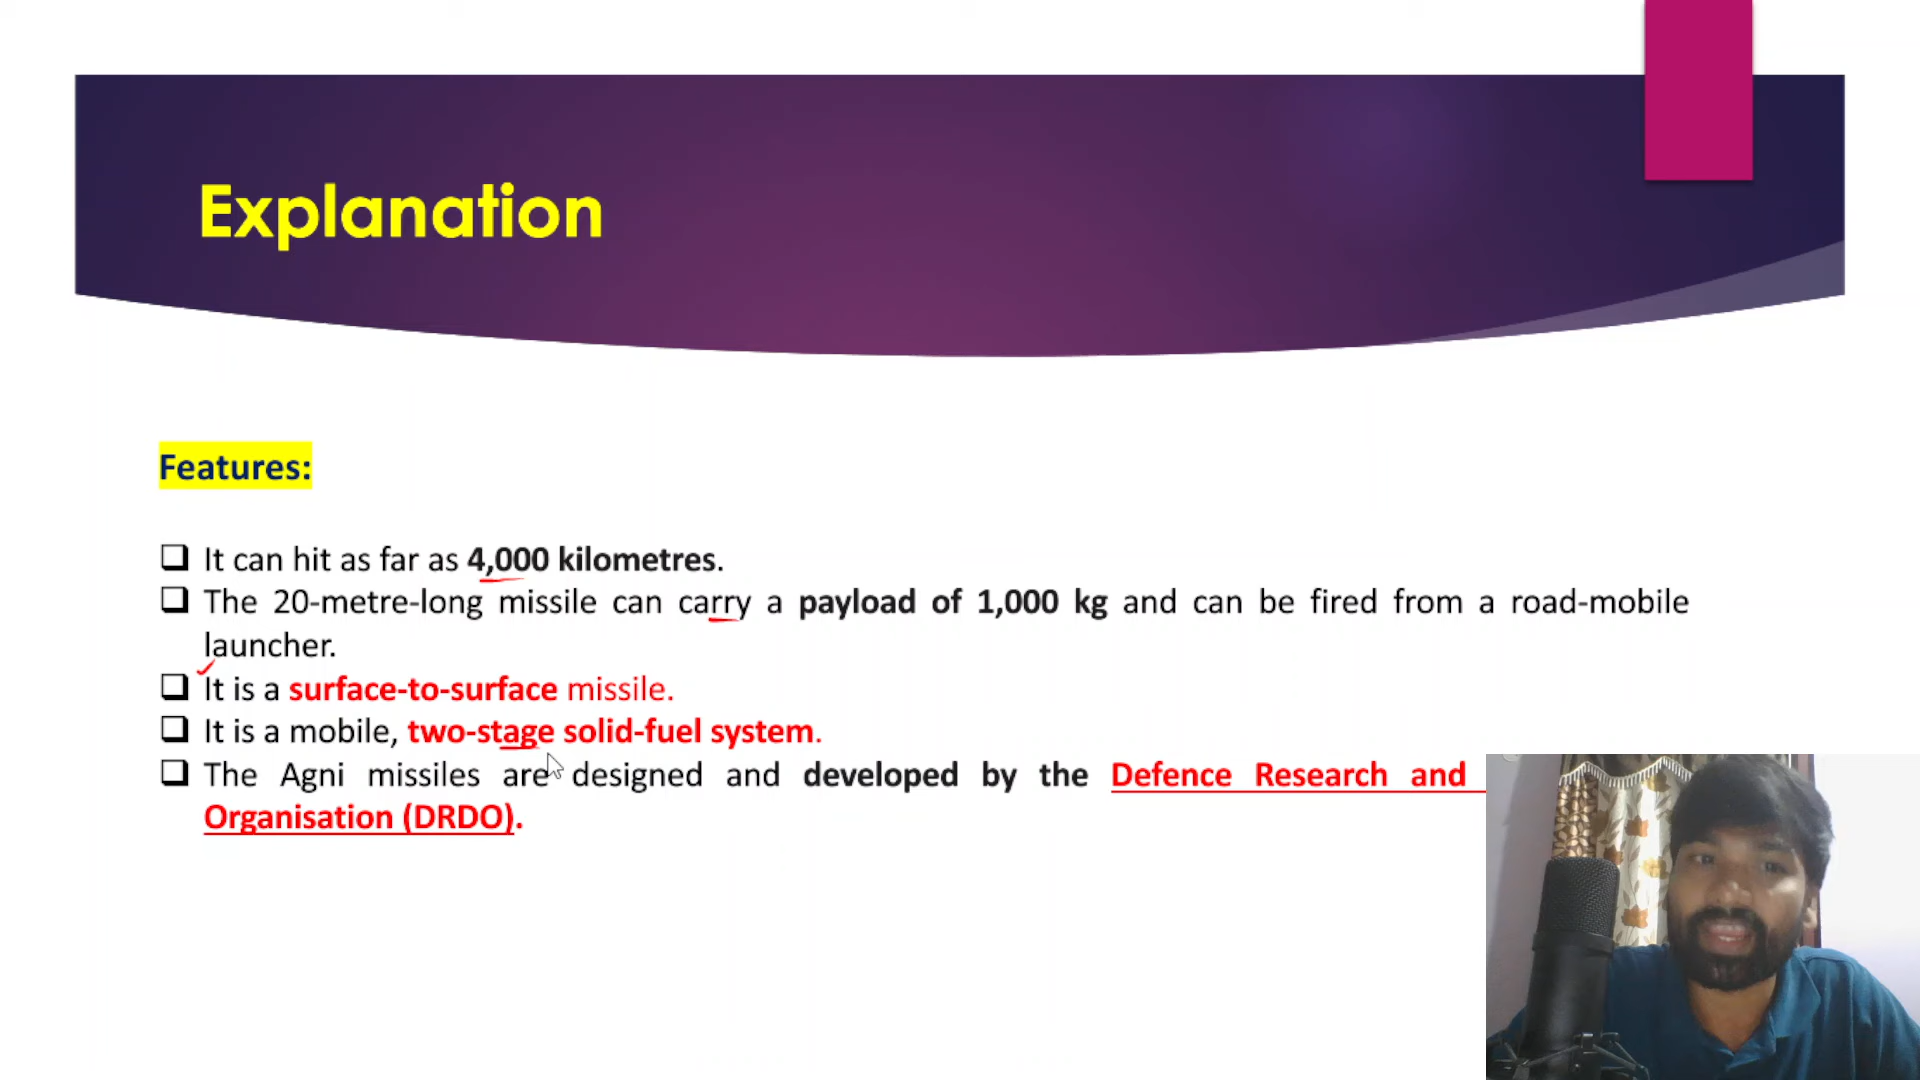 Explanation
Features:
❑ It can hit as far as 4,000 kilometres.
❑ The 20-metre-long missile can carry a payload of 1,000 kg and can be fired from a road-mobile
launcher.
❑ It is a surface-to-surface missile.
❑ It is a mobile, two-stage solid-fuel system.
❑ The Agni missiles are designed and developed by the Defence Research and
Organisation (DRDO).